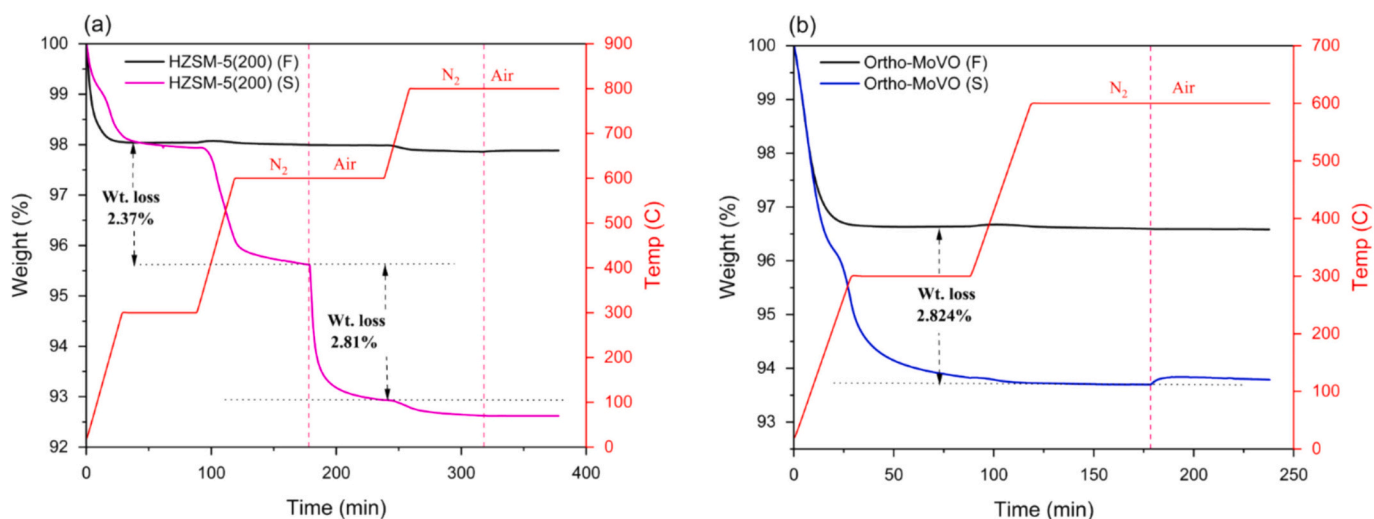 (a)
HZSM-5(200) (F)
HZSM-5(200) (S)
N₂
Air
N₂
Air
Wt. loss
2.37%
Wt. loss
2.81%
Weight (%)
100
99
98
97
96
95
94
93
92
0
100
200
300
400
Time (min)
900
800
700
600
500
400
300
200
100
0
Temp (C)
(b)
Ortho-MoVO (F)
Ortho-MoVO (S)
N₂
Air
Wt. loss
2.824%
Weight (%)
100
99
98
97
96
95
94
93
0
50
100
150
200
250
Time (min)
700
600
500
400
300
200
100
0
Temp (C)